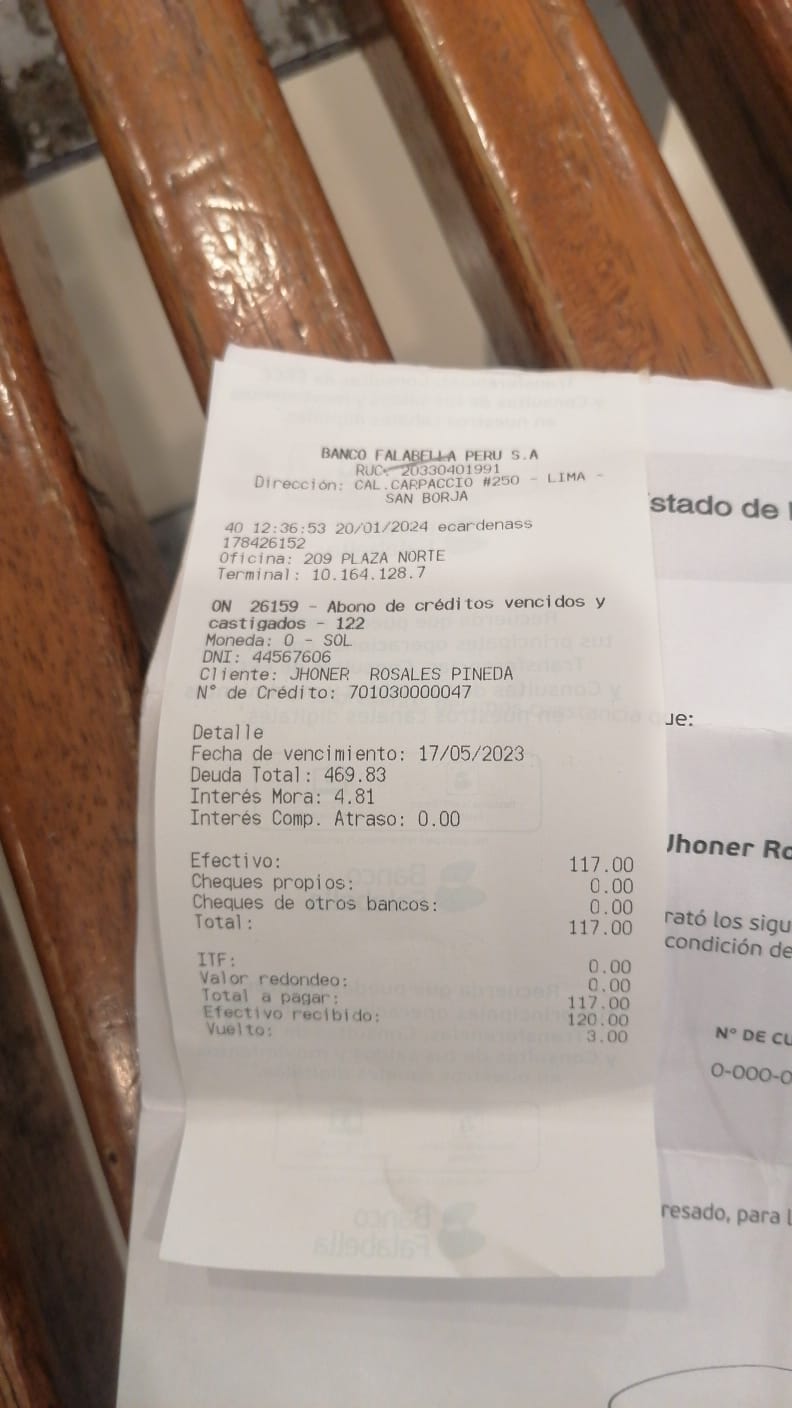 BANCO FALABELLA PERU S.A
RUC: 20330401991
Dirección: CAL.CARPACCIO #250 - LIMA -
SAN BORJA
40 12:36:53 20/01/2024 ecardenass
178426152
Oficina: 209 PLAZA NORTE
Terminal: 10.164.128.7
ON 26159 - Abono de créditos vencidos y
castigados - 122
Moneda: 0 - SOL
DNI: 44567606
Cliente: JHONER ROSALES PINEDA
N° de Crédito: 701030000047
Detalle
Fecha de vencimiento: 17/05/2023
Deuda Total: 469.83
Interés Mora: 4.81
Interés Comp. Atraso: 0.00
Efectivo: 117.00
Cheques propios: 0.00
Cheques de otros bancos: 0.00
Total: 117.00
ITF: 0.00
Valor redondeo: 0.00
Total a pagar: 117.00
Efectivo recibido: 120.00
Vuelto: 3.00
Banco
Falabella
stado de
ue:
Jhoner Ro
rató los sigu
condición de
N° DE CU
0-000-0
resado, para l